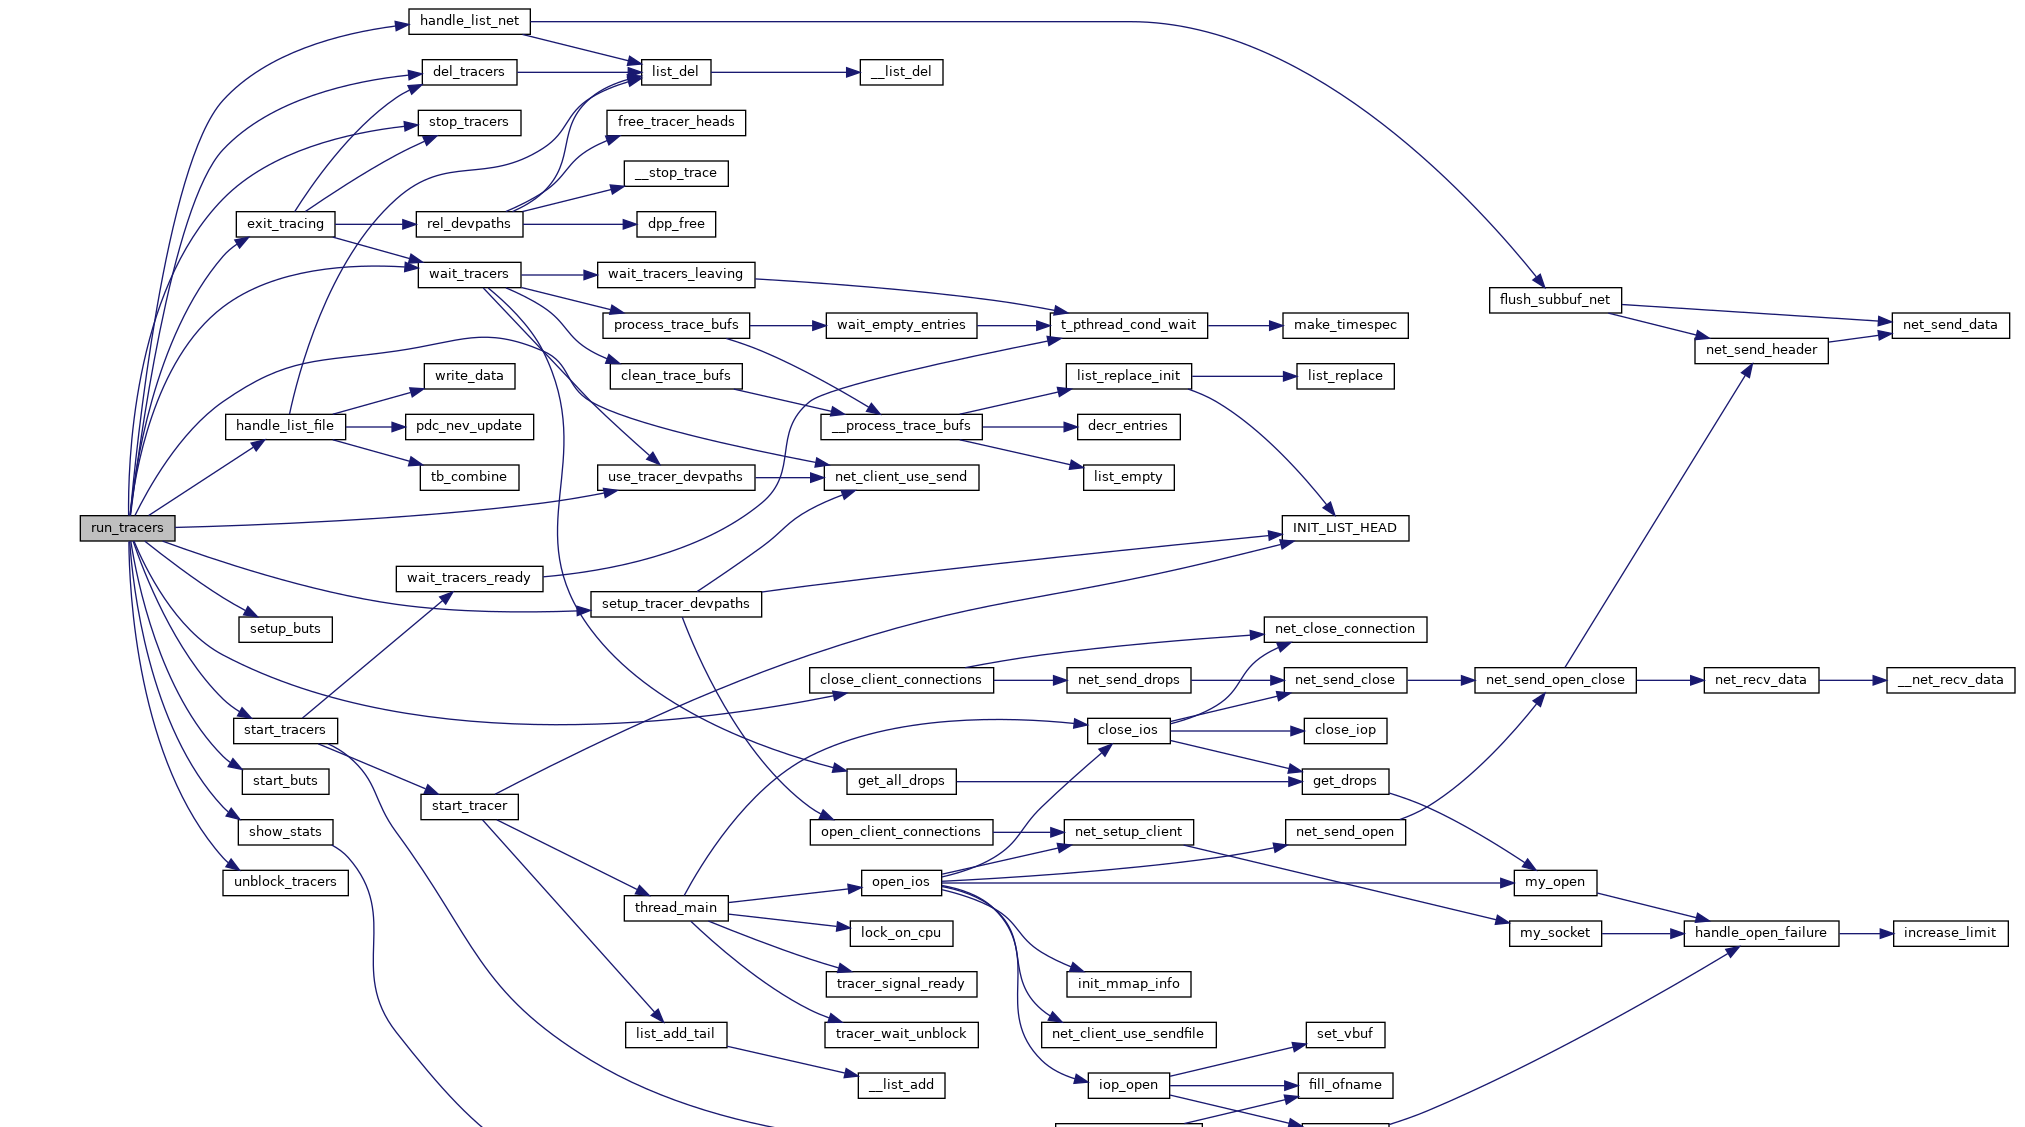 handle_list_net
del_tracers
list_del
__list_del
stop_tracers
free_tracer_heads
__stop_trace
exit_tracing
rel_devpaths
dpp_free
wait_tracers
wait_tracers_leaving
flush_subbuf_net
process_trace_bufs
wait_empty_entries
t_pthread_cond_wait
make_timespec
net_send_data
net_send_header
write_data
clean_trace_bufs
list_replace_init
list_replace
handle_list_file
pdc_nev_update
__process_trace_bufs
decr_entries
tb_combine
use_tracer_devpaths
net_client_use_send
list_empty
run_tracers
INIT_LIST_HEAD
wait_tracers_ready
setup_tracer_devpaths
setup_buts
net_close_connection
close_client_connections
net_send_drops
net_send_close
net_send_open_close
net_recv_data
__net_recv_data
start_tracers
close_ios
close_iop
start_buts
get_all_drops
get_drops
start_tracer
show_stats
open_client_connections
net_setup_client
net_send_open
unblock_tracers
open_ios
my_open
thread_main
lock_on_cpu
my_socket
handle_open_failure
increase_limit
tracer_signal_ready
init_mmap_info
list_add_tail
tracer_wait_unblock
net_client_use_sendfile
set_vbuf
__list_add
iop_open
fill_ofname